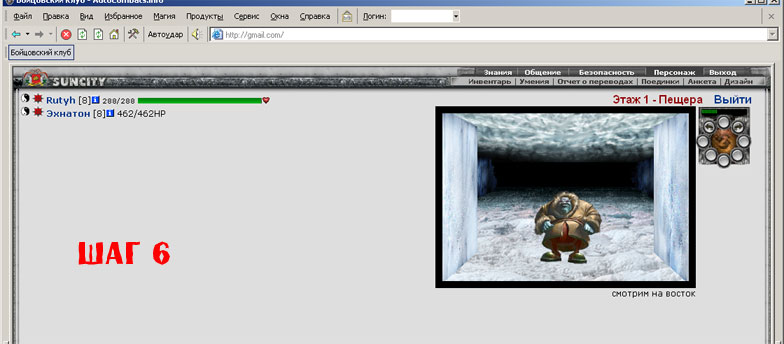 Бойцовский клуб - AutoCombats.info
Файл Правка Вид Избранное Магия Продукты Сервис Окна Справка Логин:
Автоудар http://gmail.com/
Бойцовский клуб
SUNCITY
Знания Общение Безопасность Персонаж Выход
Инвентарь Умения Отчет о переводах Поединки Анкета Дизайн
Rutyh [8] 288/288
Этаж 1 - Пещера Выйти
Эхнатон [8] 462/462HP
ШАГ 6
смотрим на восток